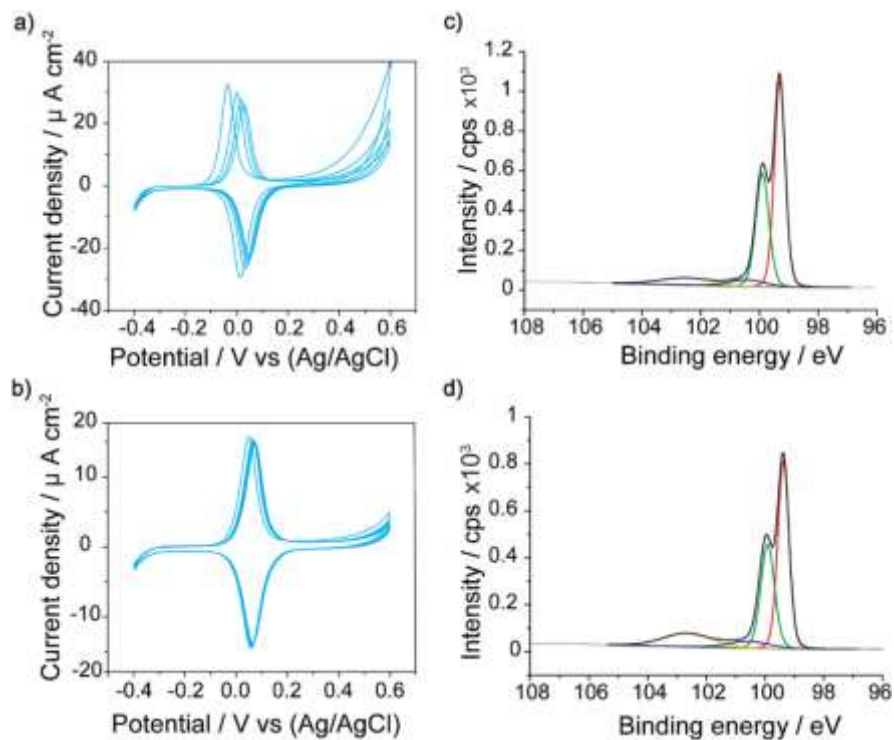 a)
Current density / μ A cm-2
40
20
0
-20
-40
-0.4 -0.2 0.0 0.2 0.4 0.6
Potential / V vs (Ag/AgCl)
c)
Intensity / cps x10³
1.2
1
0.8
0.6
0.4
0.2
0
108 106 104 102 100 98 96
Binding energy / eV
b)
Current density / μ A cm-2
20
10
0
-10
-20
-0.4 -0.2 0.0 0.2 0.4 0.6
Potential / V vs (Ag/AgCl)
d)
Intensity / cps x10³
1
0.8
0.6
0.4
0.2
0
108 106 104 102 100 98 96
Binding energy / eV